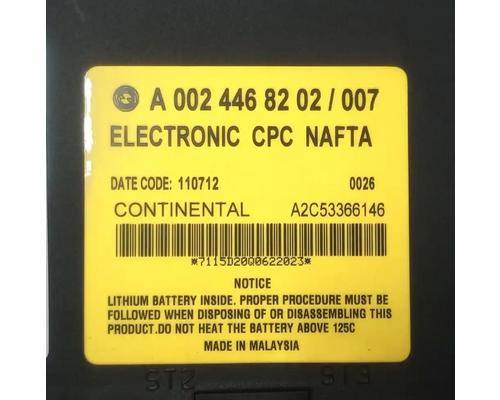 A 002 446 82 02 / 007
ELECTRONIC CPC NAFTA
DATE CODE: 110712 0026
CONTINENTAL A2C53366146
*7115D20Q0622023*
NOTICE
LITHIUM BATTERY INSIDE. PROPER PROCEDURE MUST BE
FOLLOWED WHEN DISPOSING OF OR DISASSEMBLING THIS
PRODUCT.DO NOT HEAT THE BATTERY ABOVE 125C
MADE IN MALAYSIA